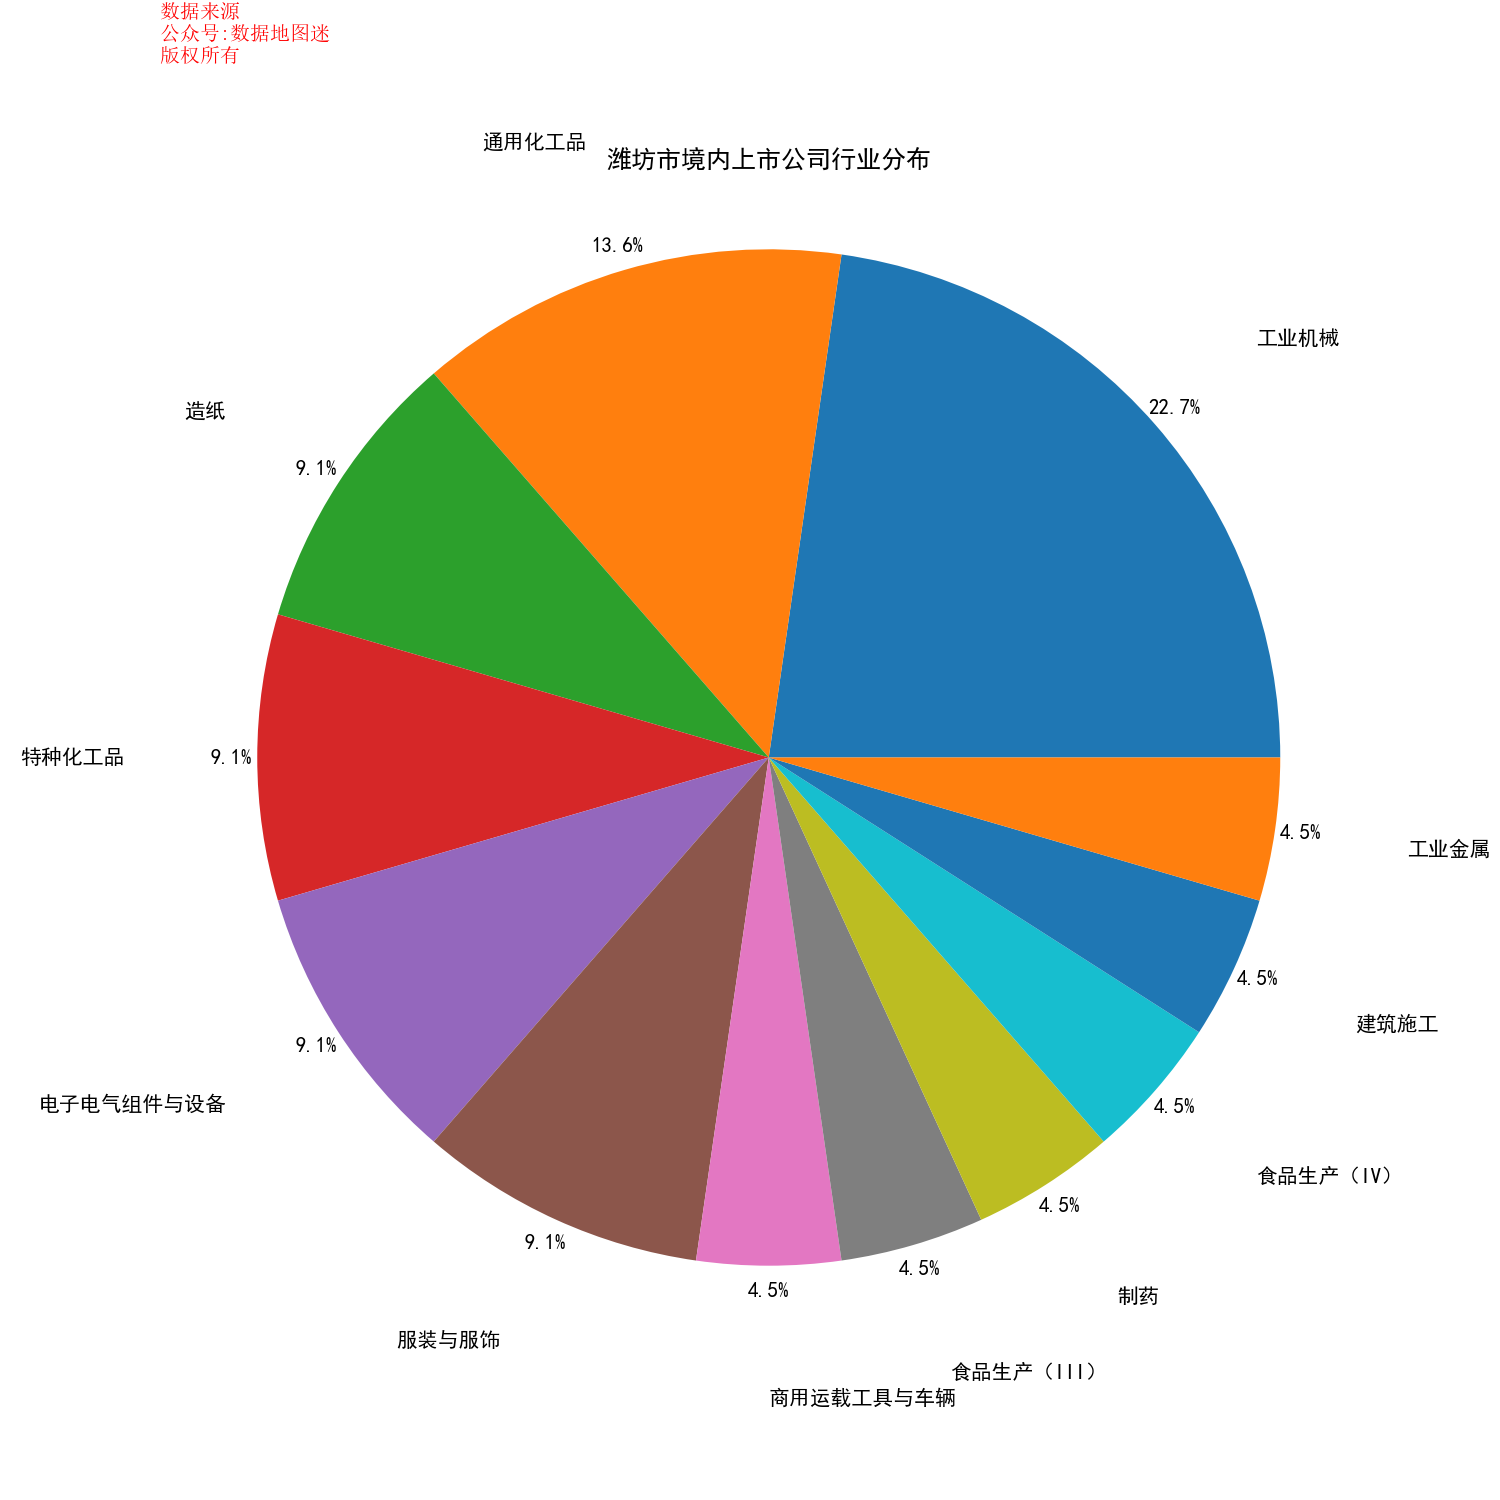 数据来源
公众号:数据地图迷
版权所有
通用化工品
潍坊市境内上市公司行业分布
13.6%
工业机械
22.7%
造纸
9.1%
特种化工品
9.1%
工业金属
4.5%
建筑施工
4.5%
电子电气组件与设备
9.1%
食品生产（IV）
4.5%
制药
4.5%
服装与服饰
9.1%
食品生产（III）
4.5%
商用运载工具与车辆
4.5%